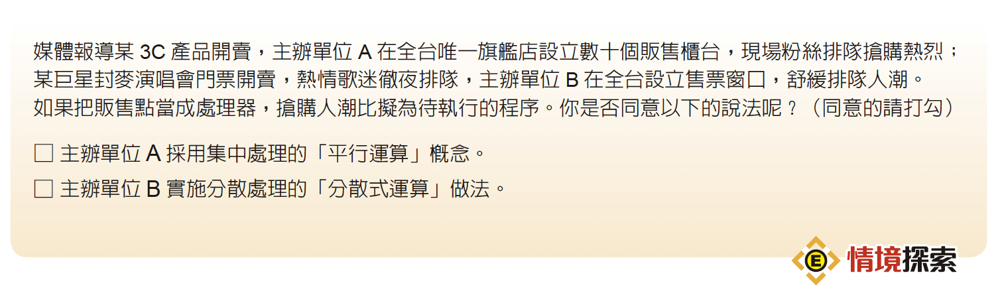 媒體報導某 3C 產品開賣，主辦單位 A 在全台唯一旗艦店設立數十個販售櫃台，現場粉絲排隊搶購熱烈；
某巨星封麥演唱會門票開賣，熱情歌迷徹夜排隊，主辦單位 B 在全台設立售票窗口，舒緩排隊人潮。
如果把販售點當成處理器，搶購人潮比擬為待執行的程序。你是否同意以下的說法呢？（同意的請打勾）
□ 主辦單位 A 採用集中處理的「平行運算」概念。
□ 主辦單位 B 實施分散處理的「分散式運算」做法。
E 情境探索